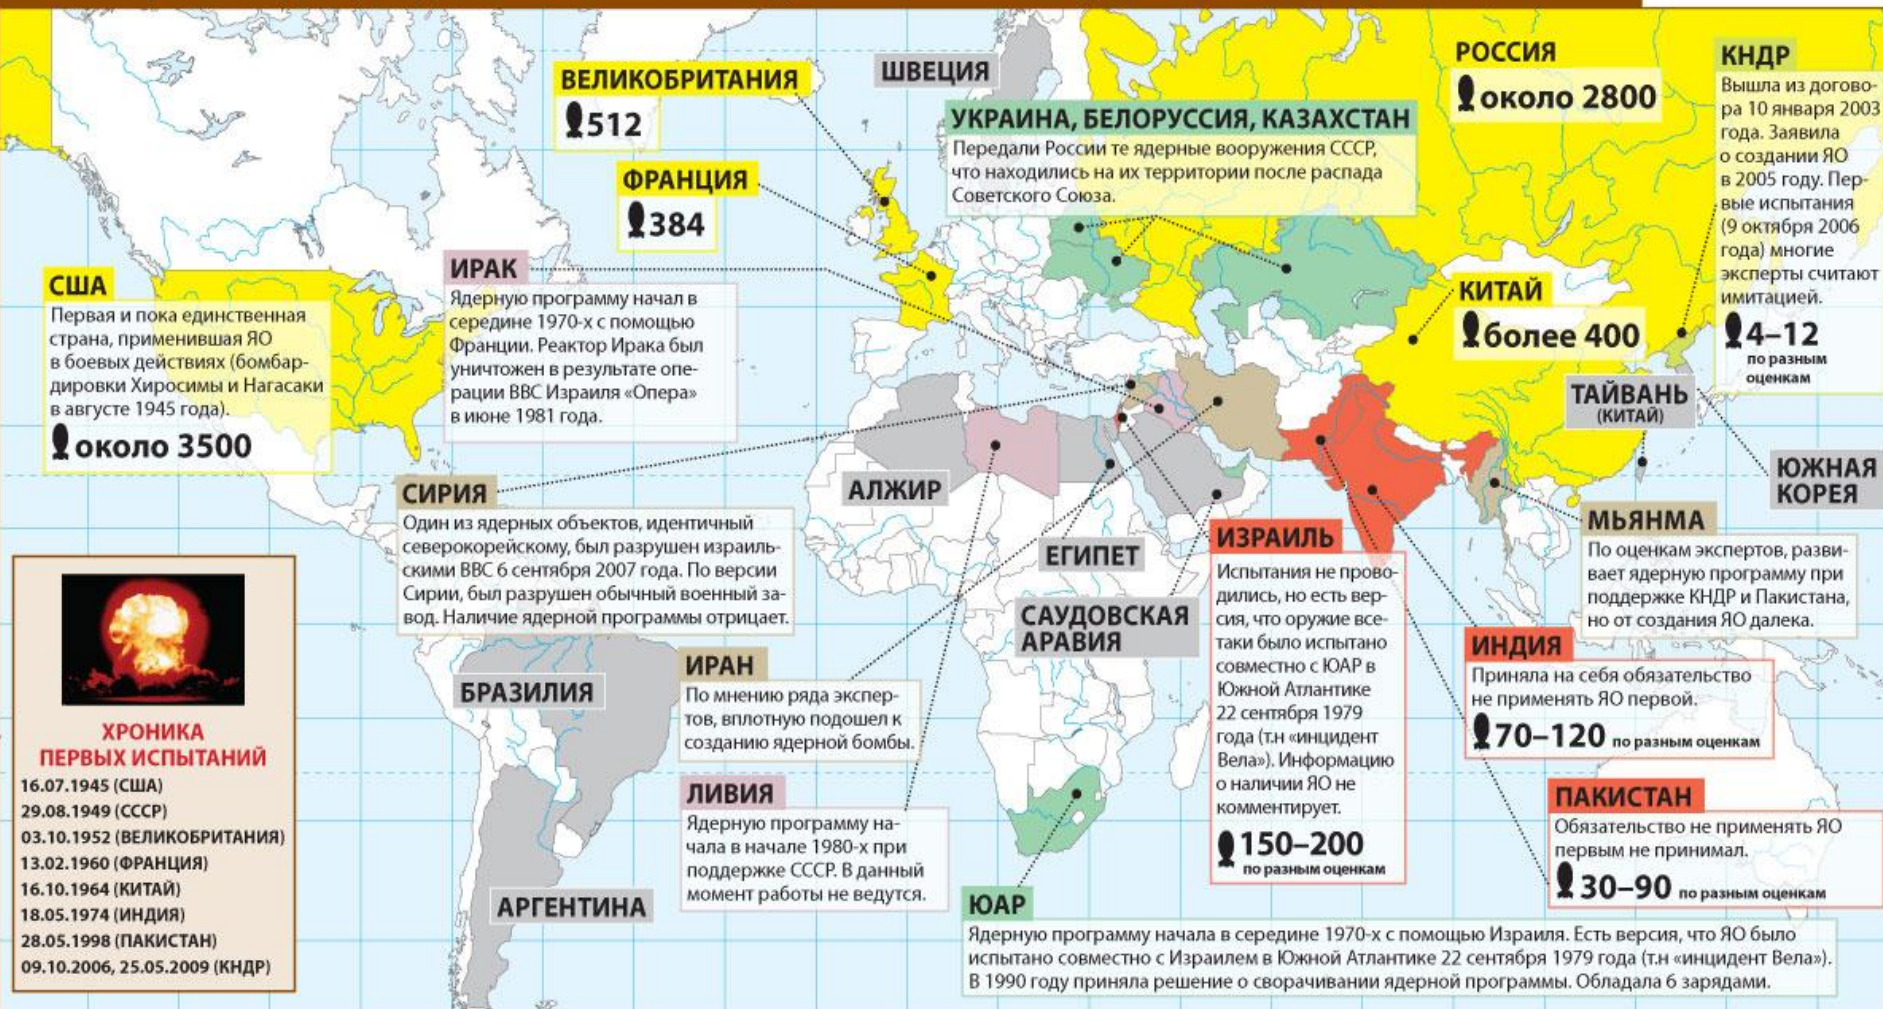 ВЕЛИКОБРИТАНИЯ
512
ФРАНЦИЯ
384
ШВЕЦИЯ
УКРАИНА, БЕЛОРУССИЯ, КАЗАХСТАН
Передали России те ядерные вооружения СССР,
что находились на их территории после распада
Советского Союза.
РОССИЯ
около 2800
КНДР
Вышла из догово-
ра 10 января 2003
года. Заявила
о создании ЯО
в 2005 году. Пер-
вые испытания
(9 октября 2006
года) многие
эксперты считают
имитацией.
4–12
по разным
оценкам
США
Первая и пока единственная
страна, применившая ЯО
в боевых действиях (бомбар-
дировки Хиросимы и Нагасаки
в августе 1945 года).
около 3500
ИРАК
Ядерную программу начал в
середине 1970-х с помощью
Франции. Реактор Ирака был
уничтожен в результате опе-
рации ВВС Израиля «Опера»
в июне 1981 года.
КИТАЙ
более 400
ТАЙВАНЬ
(КИТАЙ)
ЮЖНАЯ
КОРЕЯ
СИРИЯ
Один из ядерных объектов, идентичный
северокорейскому, был разрушен израиль-
скими ВВС 6 сентября 2007 года. По версии
Сирии, был разрушен обычный военный за-
вод. Наличие ядерной программы отрицает.
АЛЖИР
ЕГИПЕТ
САУДОВСКАЯ
АРАВИЯ
ИЗРАИЛЬ
Испытания не прово-
дились, но есть вер-
сия, что оружие все-
таки было испытано
совместно с ЮАР в
Южной Атлантике
22 сентября 1979
года (т.н «инцидент
Вела»). Информацию
о наличии ЯО не
комментирует.
150–200
по разным оценкам
МЬЯНМА
По оценкам экспертов, разви-
вает ядерную программу при
поддержке КНДР и Пакистана,
но от создания ЯО далека.
ИНДИЯ
Приняла на себя обязательство
не применять ЯО первой.
70–120 по разным оценкам
ПАКИСТАН
Обязательство не применять ЯО
первым не принимал.
30–90 по разным оценкам
БРАЗИЛИЯ
ИРАН
По мнению ряда экспер-
тов, вплотную подошел к
созданию ядерной бомбы.
ЛИВИЯ
Ядерную программу на-
чала в начале 1980-х при
поддержке СССР. В данный
момент работы не ведутся.
АРГЕНТИНА
ЮАР
Ядерную программу начала в середине 1970-х с помощью Израиля. Есть версия, что ЯО было
испытано совместно с Израилем в Южной Атлантике 22 сентября 1979 года (т.н «инцидент Вела»).
В 1990 году приняла решение о сворачивании ядерной программы. Обладала 6 зарядами.
ХРОНИКА
ПЕРВЫХ ИСПЫТАНИЙ
16.07.1945 (США)
29.08.1949 (СССР)
03.10.1952 (ВЕЛИКОБРИТАНИЯ)
13.02.1960 (ФРАНЦИЯ)
16.10.1964 (КИТАЙ)
18.05.1974 (ИНДИЯ)
28.05.1998 (ПАКИСТАН)
09.10.2006, 25.05.2009 (КНДР)